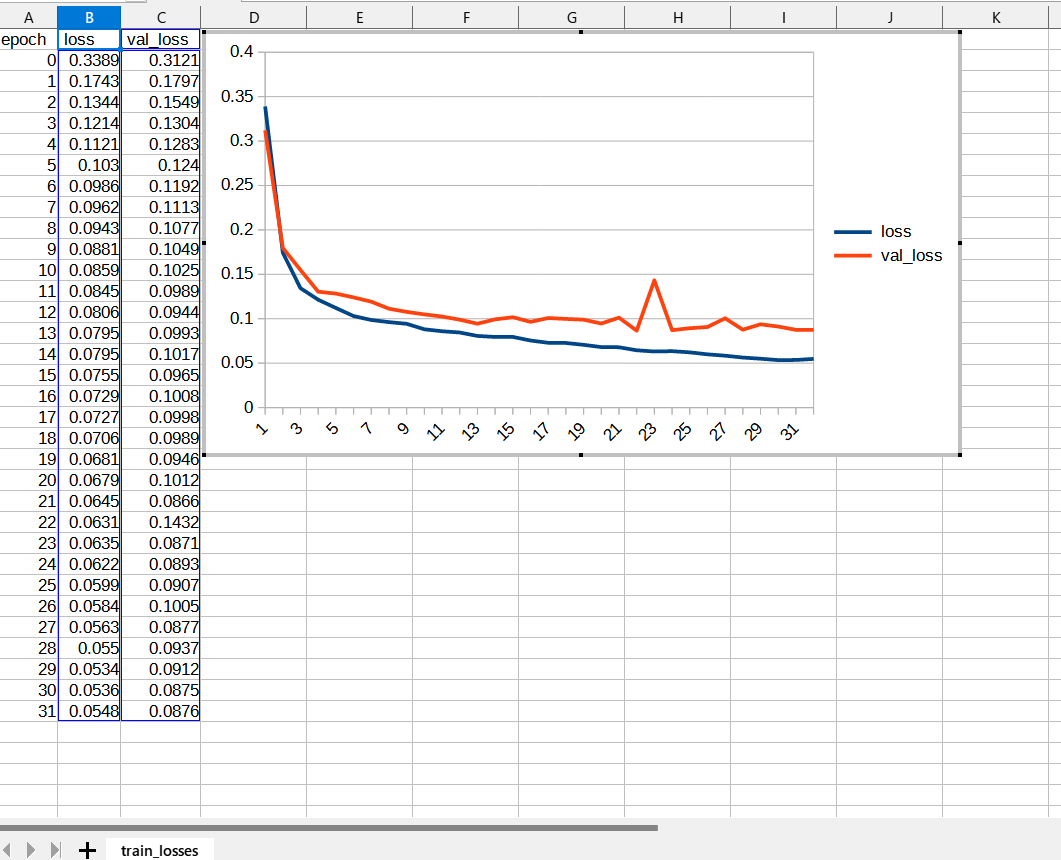 A B C D E F G H I J K
epoch loss val_loss
0 0.3389 0.3121
1 0.1743 0.1797
2 0.1344 0.1549
3 0.1214 0.1304
4 0.1121 0.1283
5 0.103 0.124
6 0.0986 0.1192
7 0.0962 0.1113
8 0.0943 0.1077
9 0.0881 0.1049
10 0.0859 0.1025
11 0.0845 0.0989
12 0.0806 0.0944
13 0.0795 0.0993
14 0.0795 0.1017
15 0.0755 0.0965
16 0.0729 0.1008
17 0.0727 0.0998
18 0.0706 0.0989
19 0.0681 0.0946
20 0.0679 0.1012
21 0.0645 0.0866
22 0.0631 0.1432
23 0.0635 0.0871
24 0.0622 0.0893
25 0.0599 0.0907
26 0.0584 0.1005
27 0.0563 0.0877
28 0.055 0.0937
29 0.0534 0.0912
30 0.0536 0.0875
31 0.0548 0.0876
0.4
0.35
0.3
0.25
0.2
0.15
0.1
0.05
0
1 3 5 7 9 11 13 15 17 19 21 23 25 27 29 31
loss
val_loss
train_losses